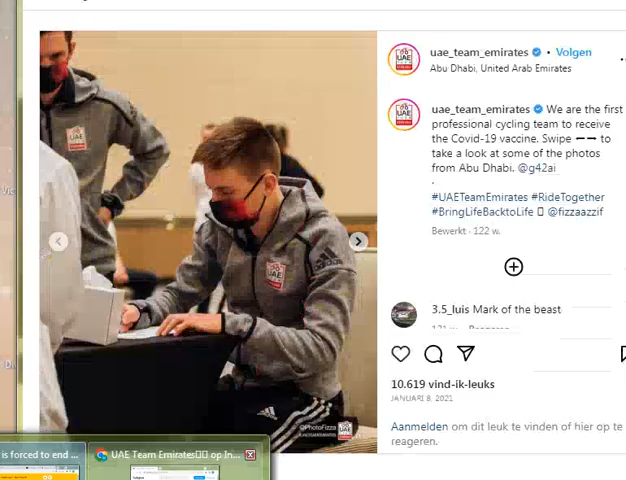 uae_team_emirates • Volgen
Abu Dhabi, United Arab Emirates
uae_team_emirates We are the first
professional cycling team to receive
the Covid-19 vaccine. Swipe to
take a look at some of the photos
from Abu Dhabi. @g42ai
.
#UAETeamEmirates #RideTogether
#BringLifeBacktoLife @fizzaazzif
Bewerkt · 122 w.
3.5_luis Mark of the beast
10.619 vind-ik-leuks
JANUARI 8, 2021
Aanmelden om dit leuk te vinden of hier op te
reageren.
UAE
adidas
@PhotoFizza
is forced to end ...
UAE Team Emirates op In...